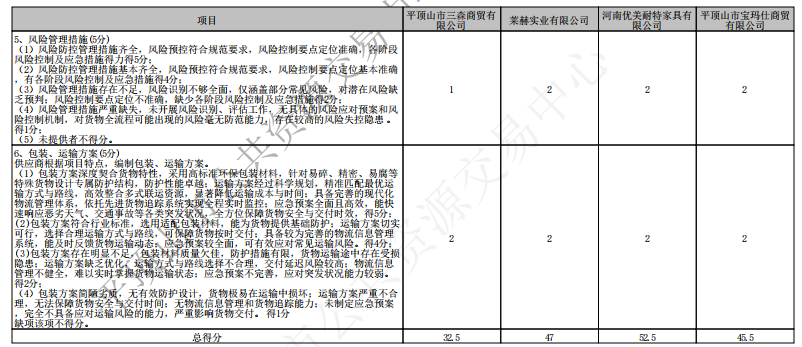 项目 平顶山市三森商贸有限公司 莱赫实业有限公司 河南优美耐特家具有限公司 平顶山市宝玛仕商贸有限公司
5、风险管理措施(5分)
（1）风险防控管理措施齐全，风险预控符合规范要求，风险控制要点定位准确，各阶段
风险控制及应急措施得力得5分；
（2）风险防控管理措施基本齐全，风险预控符合规范要求，风险控制要点定位基本准确
，有各阶段风险控制及应急措施得4分；
（3）风险管理措施存在不足，风险识别不够全面，仅涵盖部分常见风险，对潜在风险缺
乏预判；风险控制要点定位不准确，缺少各阶段风险控制及应急措施得2分；
（4）风险管理措施严重缺失，未开展风险识别、评估工作，无具体的风险应对预案和风
险控制机制，对货物全流程可能出现的风险毫无防范能力；存在较高的风险失控隐患。
得1分；
（5）未提供者不得分。
1 2 2 2
6、包装、运输方案(5分)
供应商根据项目特点，编制包装、运输方案。
（1）包装方案深度契合货物特性，采用高标准环保包装材料，针对易碎、精密、易腐等
特殊货物设计专属防护结构，防护性能卓越；运输方案经过科学规划，精准匹配最优运
输方式与路线，高效整合多式联运资源，显著降低运输成本与时间；具备完善的现代化
物流管理体系，依托先进货物追踪系统实现全程实时监控；应急预案全面且高效，能快
速响应恶劣天气、交通事故等各类突发状况，全方位保障货物安全与交付时效，得5分；
(2)包装方案符合行业标准，选用适配包装材料，能为货物提供基础防护；运输方案切实
可行，选择合理运输方式与路线，可保障货物按时交付；具备较为完善的物流信息管理
系统，能及时反馈货物运输动态，应急预案较全面，可有效应对常见运输风险。得4分；
(3)包装方案存在明显不足，包装材料质量欠佳，防护措施有限，货物运输途中存在受损
隐患；运输方案缺乏优化，运输方式与路线选择不合理，交付延迟风险较高；物流信息
管理不健全，难以实时掌握货物运输状态；应急预案不完善，应对突发状况能力较弱。
得2分；
（4）包装方案简陋劣质，无有效防护设计，货物极易在运输中损坏；运输方案严重不合
理，无法保障货物安全与交付时间；无物流信息管理和货物追踪能力；未制定应急预案
，完全不具备应对运输风险的能力，严重影响货物交付。 得1分
缺项该项不得分。
2 2 2 2
总得分 32.5 47 52.5 45.5